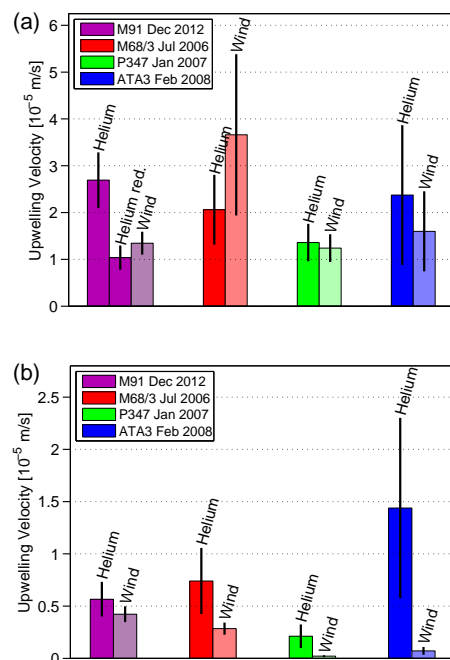 (a)
6
5
4
3
2
1
0
Upwelling Velocity [10⁻⁵ m/s]
M91 Dec 2012
M68/3 Jul 2006
P347 Jan 2007
ATA3 Feb 2008
Helium
Helium red.
Wind
Helium
Wind
Helium
Wind
Helium
Wind
(b)
2.5
2
1.5
1
0.5
0
Upwelling Velocity [10⁻⁵ m/s]
M91 Dec 2012
M68/3 Jul 2006
P347 Jan 2007
ATA3 Feb 2008
Helium
Wind
Helium
Wind
Helium
Wind
Helium
Wind